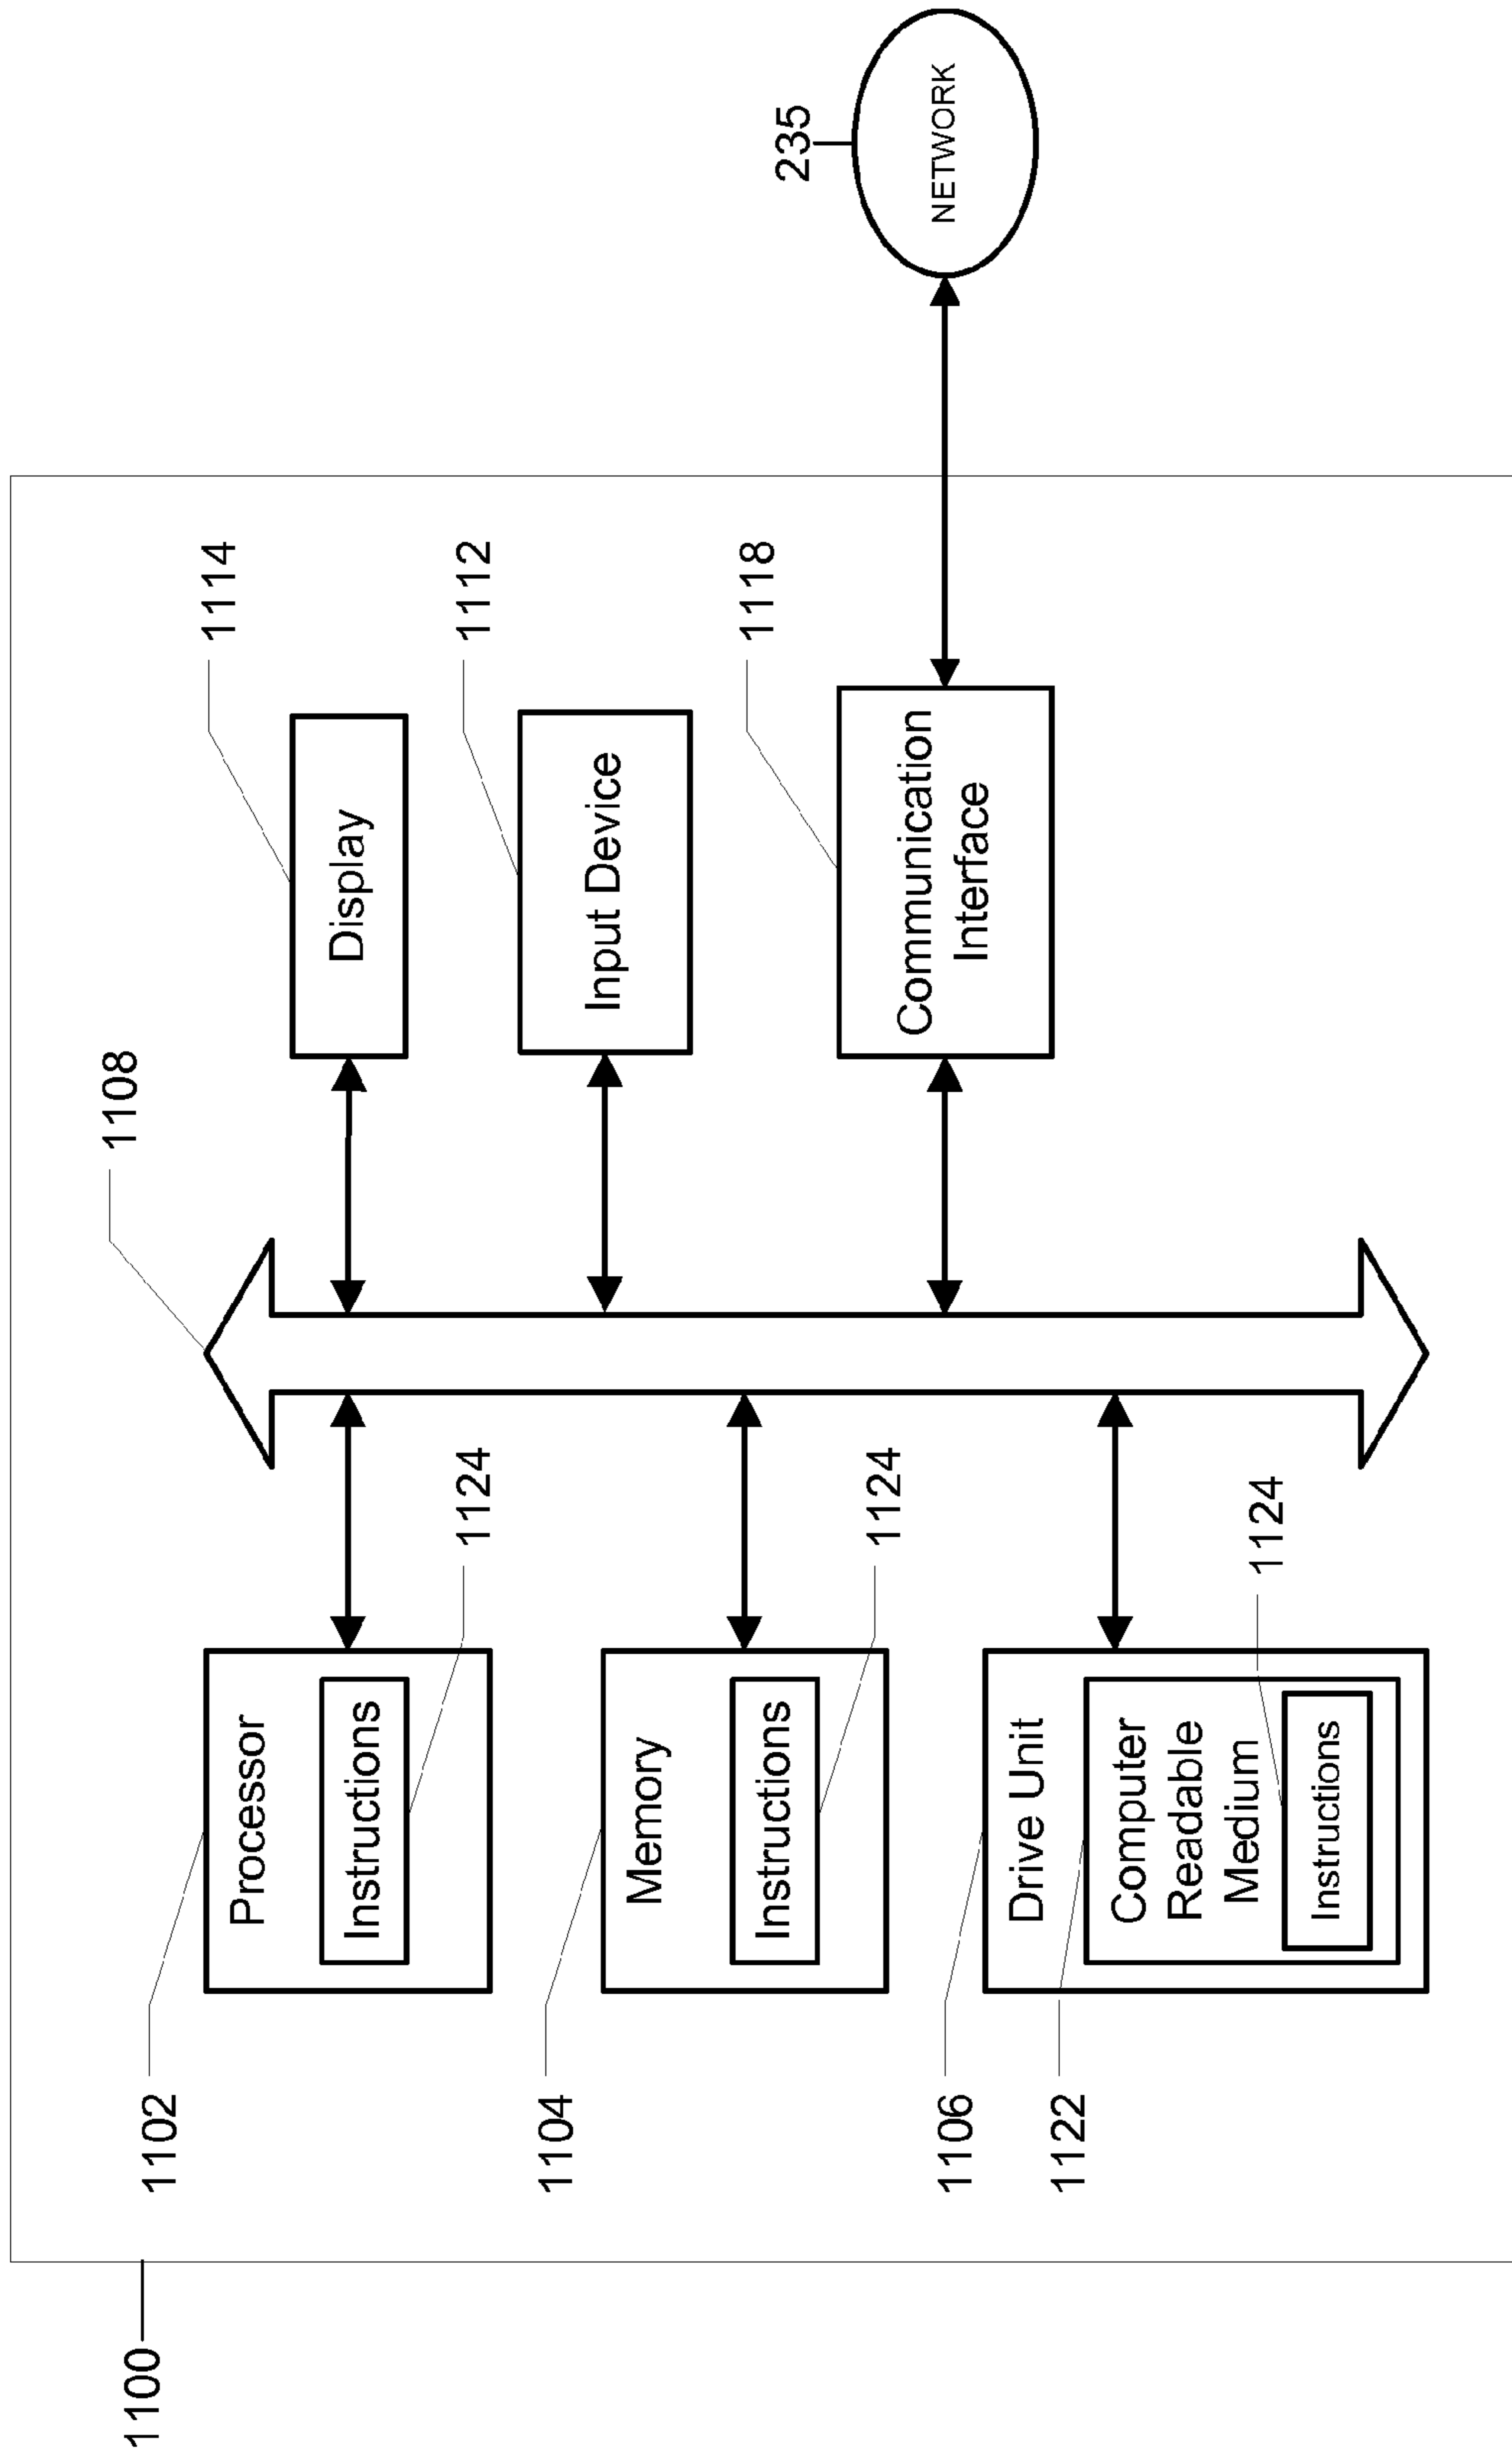 1100
1102
Processor
Instructions
1124
1104
Memory
Instructions
1124
1106
1122
Drive Unit
Computer
Readable
Medium
Instructions
1124
1108
1114
Display
1112
Input Device
1118
Communication
Interface
235
NETWORK